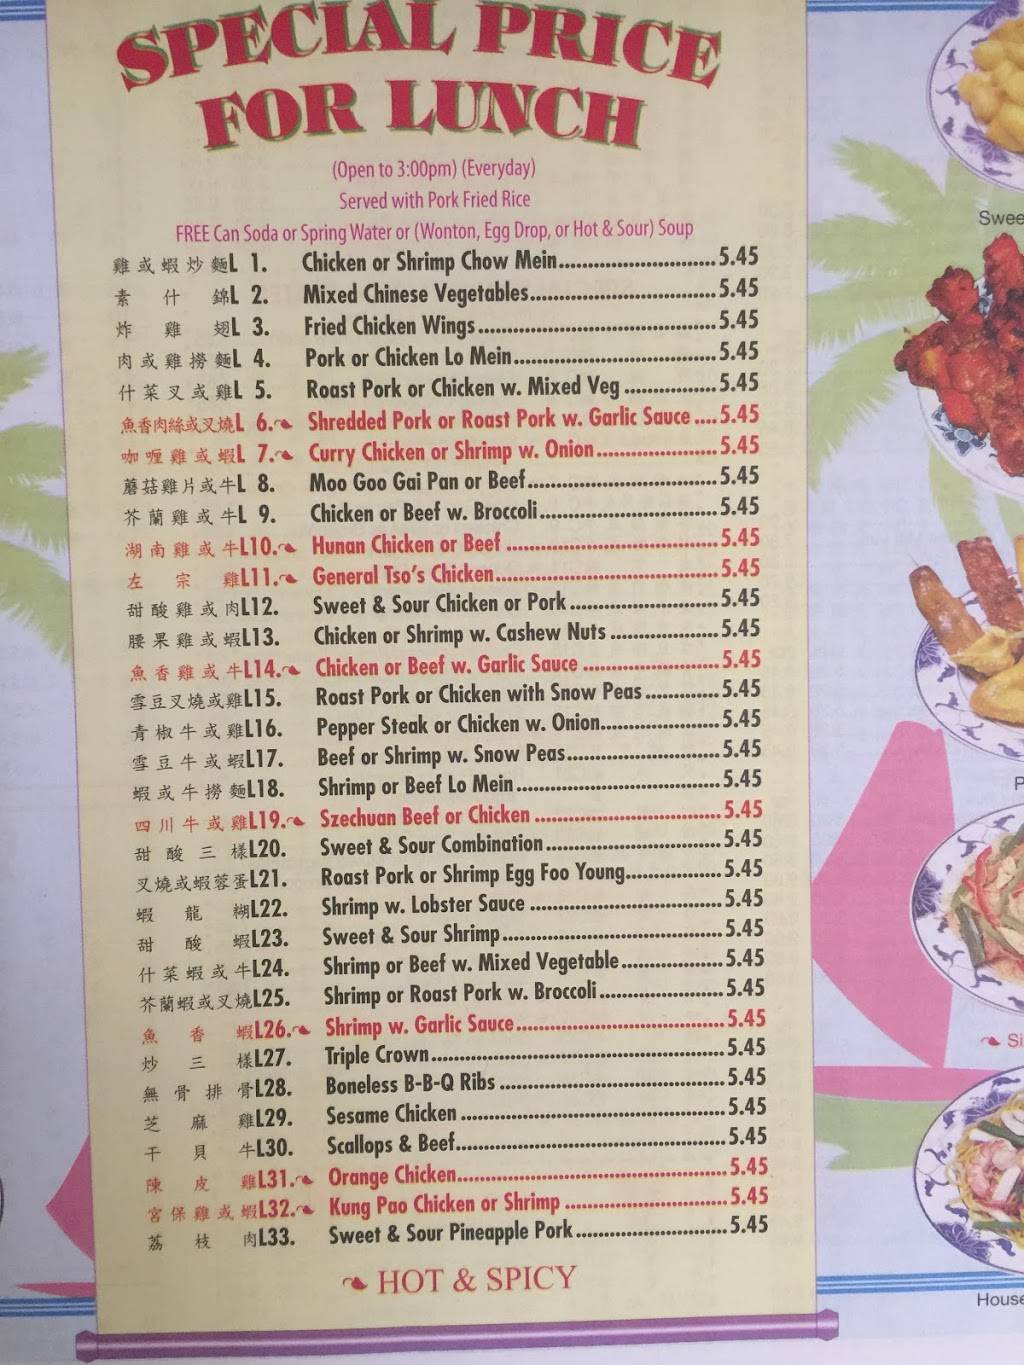 SPECIAL PRICE
FOR LUNCH
(Open to 3:00pm) (Everyday)
Served with Pork Fried Rice
FREE Can Soda or Spring Water or (Wonton, Egg Drop, or Hot & Sour) Soup
雞或蝦炒麵L 1. Chicken or Shrimp Chow Mein 5.45
素什錦L 2. Mixed Chinese Vegetables 5.45
炸雞翅L 3. Fried Chicken Wings 5.45
肉或雞撈麵L 4. Pork or Chicken Lo Mein 5.45
什菜叉或雞L 5. Roast Pork or Chicken w. Mixed Veg 5.45
魚香肉絲或叉燒L 6. Shredded Pork or Roast Pork w. Garlic Sauce 5.45
咖喱雞或蝦L 7. Curry Chicken or Shrimp w. Onion 5.45
蘑菇雞片或牛L 8. Moo Goo Gai Pan or Beef 5.45
芥蘭雞或牛L 9. Chicken or Beef w. Broccoli 5.45
湖南雞或牛L10. Hunan Chicken or Beef 5.45
左宗雞L11. General Tso's Chicken 5.45
甜酸雞或肉L12. Sweet & Sour Chicken or Pork 5.45
腰果雞或蝦L13. Chicken or Shrimp w. Cashew Nuts 5.45
魚香雞或牛L14. Chicken or Beef w. Garlic Sauce 5.45
雪豆叉燒或雞L15. Roast Pork or Chicken with Snow Peas 5.45
青椒牛或雞L16. Pepper Steak or Chicken w. Onion 5.45
雪豆牛或蝦L17. Beef or Shrimp w. Snow Peas 5.45
蝦或牛撈麵L18. Shrimp or Beef Lo Mein 5.45
四川牛或雞L19. Szechuan Beef or Chicken 5.45
甜酸三樣L20. Sweet & Sour Combination 5.45
叉燒或蝦蓉蛋L21. Roast Pork or Shrimp Egg Foo Young 5.45
蝦龍糊L22. Shrimp w. Lobster Sauce 5.45
甜酸蝦L23. Sweet & Sour Shrimp 5.45
什菜蝦或牛L24. Shrimp or Beef w. Mixed Vegetable 5.45
芥蘭蝦或叉燒L25. Shrimp or Roast Pork w. Broccoli 5.45
魚香蝦L26. Shrimp w. Garlic Sauce 5.45
炒三樣L27. Triple Crown 5.45
無骨排骨L28. Boneless B-B-Q Ribs 5.45
芝麻雞L29. Sesame Chicken 5.45
干貝牛L30. Scallops & Beef 5.45
陳皮雞L31. Orange Chicken 5.45
宮保雞或蝦L32. Kung Pao Chicken or Shrimp 5.45
荔枝肉L33. Sweet & Sour Pineapple Pork 5.45
HOT & SPICY
Swee
P
Si
House